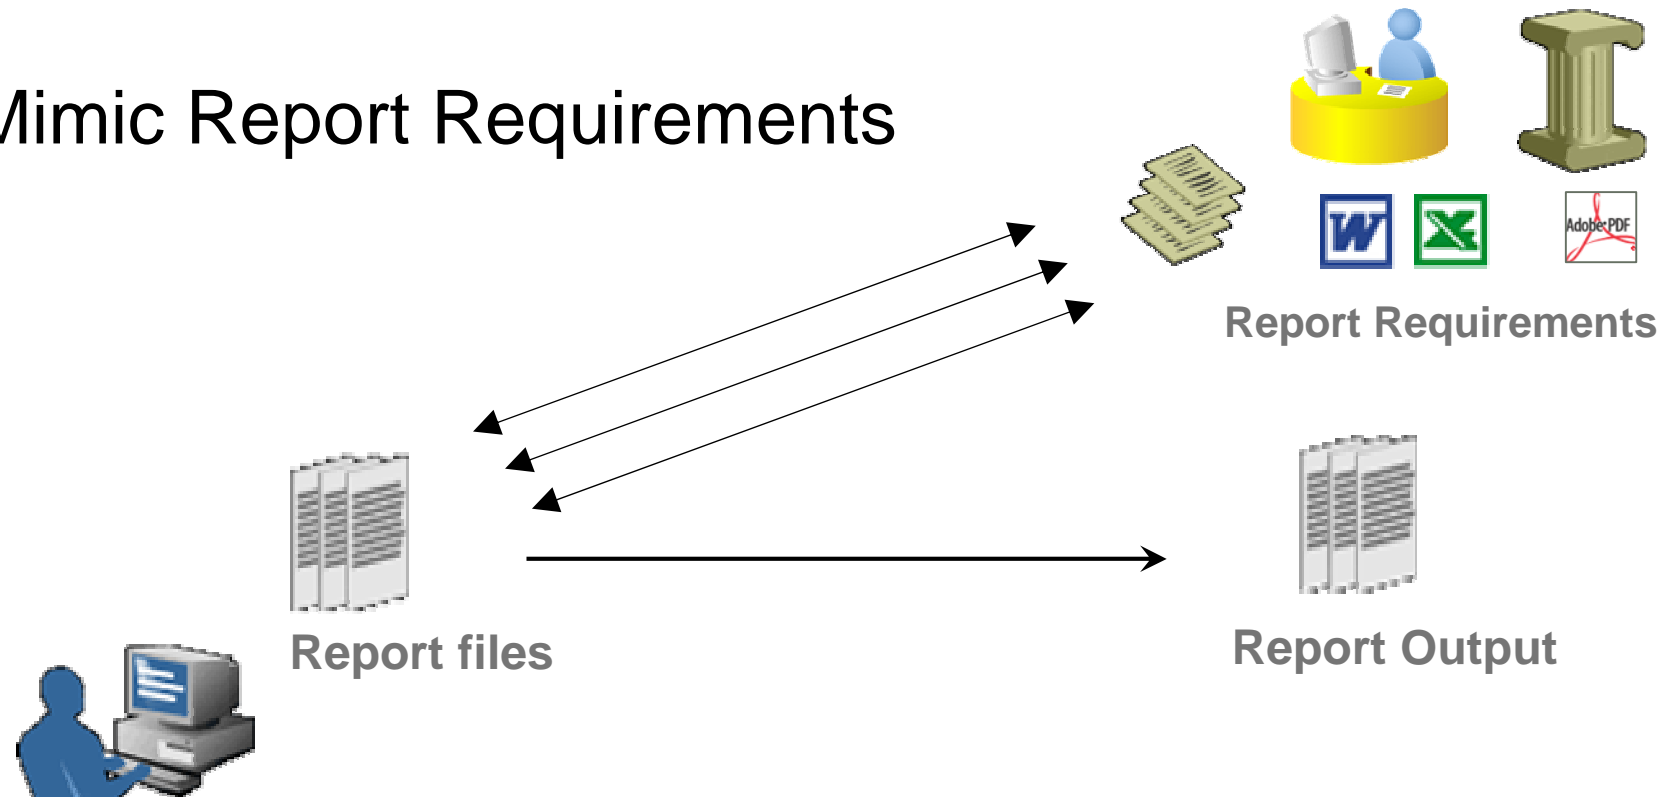 Mimic Report Requirements
W
X
Adobe PDF
Report Requirements
Report files
Report Output